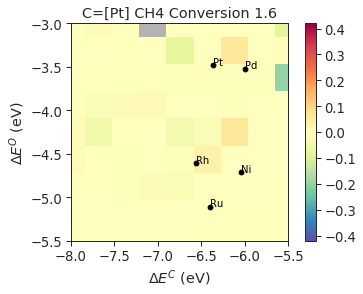 C=[Pt] CH4 Conversion 1.6
−3.0
−3.5
−4.0
−4.5
−5.0
−5.5
ΔE^O (eV)
Pt
Pd
Rh
Ni
Ru
−8.0 −7.5 −7.0 −6.5 −6.0 −5.5
ΔE^C (eV)
0.4
0.3
0.2
0.1
0.0
−0.1
−0.2
−0.3
−0.4